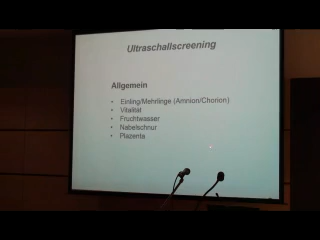 Ultraschallscreening
Allgemein
• Einling/Mehrlinge (Amnion/Chorion)
• Vitalität
• Fruchtwasser
• Nabelschnur
• Plazenta